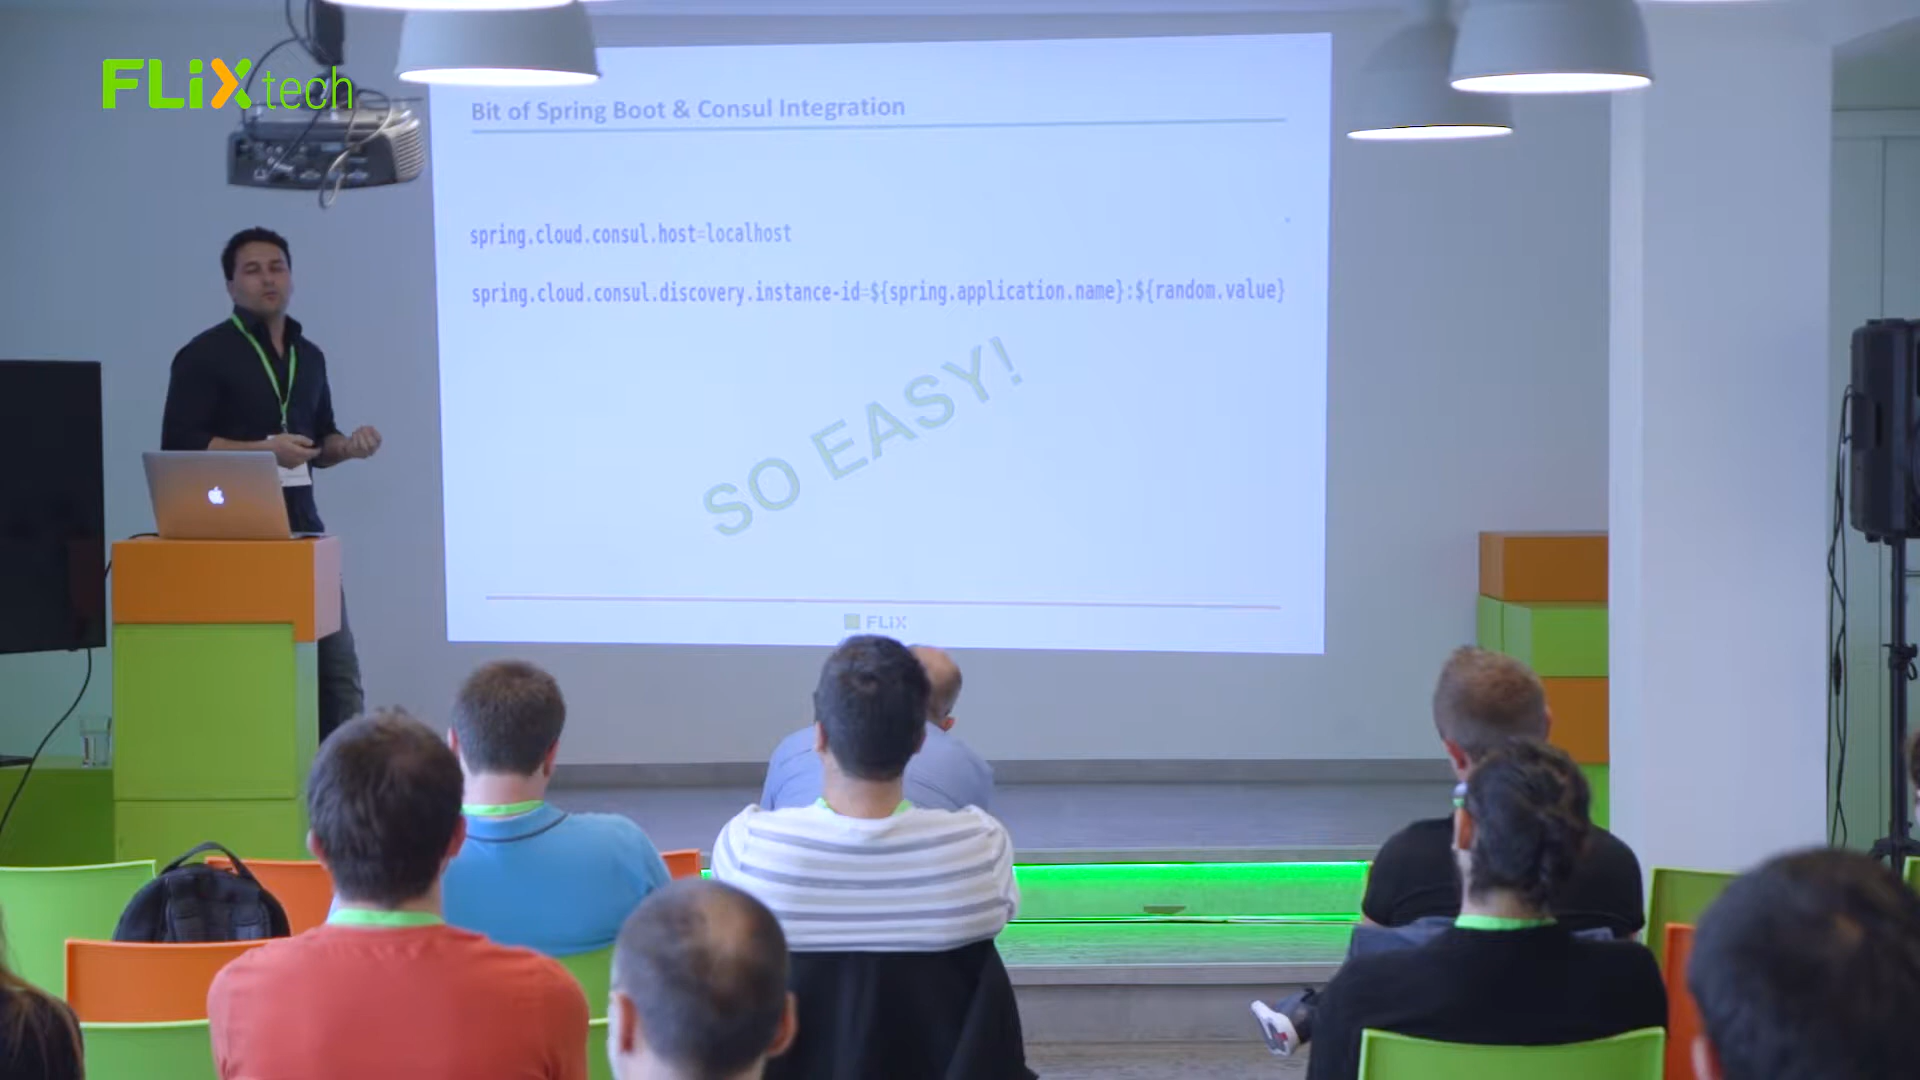 FLiXtech
Bit of Spring Boot & Consul Integration
spring.cloud.consul.host=localhost
spring.cloud.consul.discovery.instance-id=${spring.application.name}:${random.value}
SO EASY!
FLiX